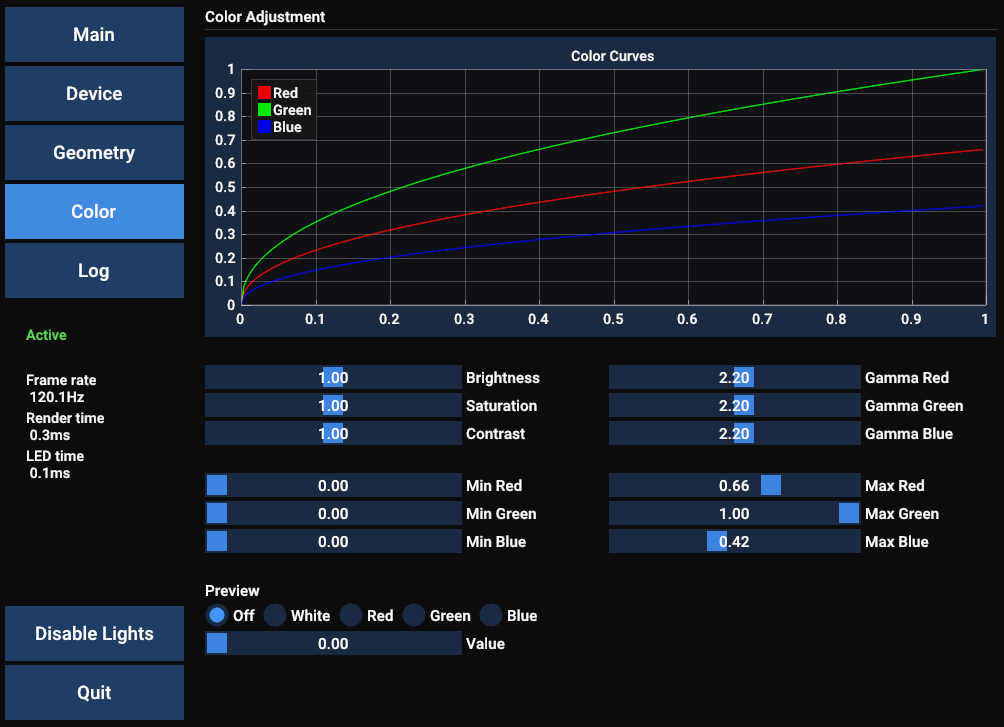 Main
Device
Geometry
Color
Log
Active
Frame rate
120.1Hz
Render time
0.3ms
LED time
0.1ms
Disable Lights
Quit
Color Adjustment
Color Curves
1
0.9
0.8
0.7
0.6
0.5
0.4
0.3
0.2
0.1
0
Red
Green
Blue
0 0.1 0.2 0.3 0.4 0.5 0.6 0.7 0.8 0.9 1
1.00 Brightness 2.20 Gamma Red
1.00 Saturation 2.20 Gamma Green
1.00 Contrast 2.20 Gamma Blue
0.00 Min Red 0.66 Max Red
0.00 Min Green 1.00 Max Green
0.00 Min Blue 0.42 Max Blue
Preview
Off White Red Green Blue
0.00 Value